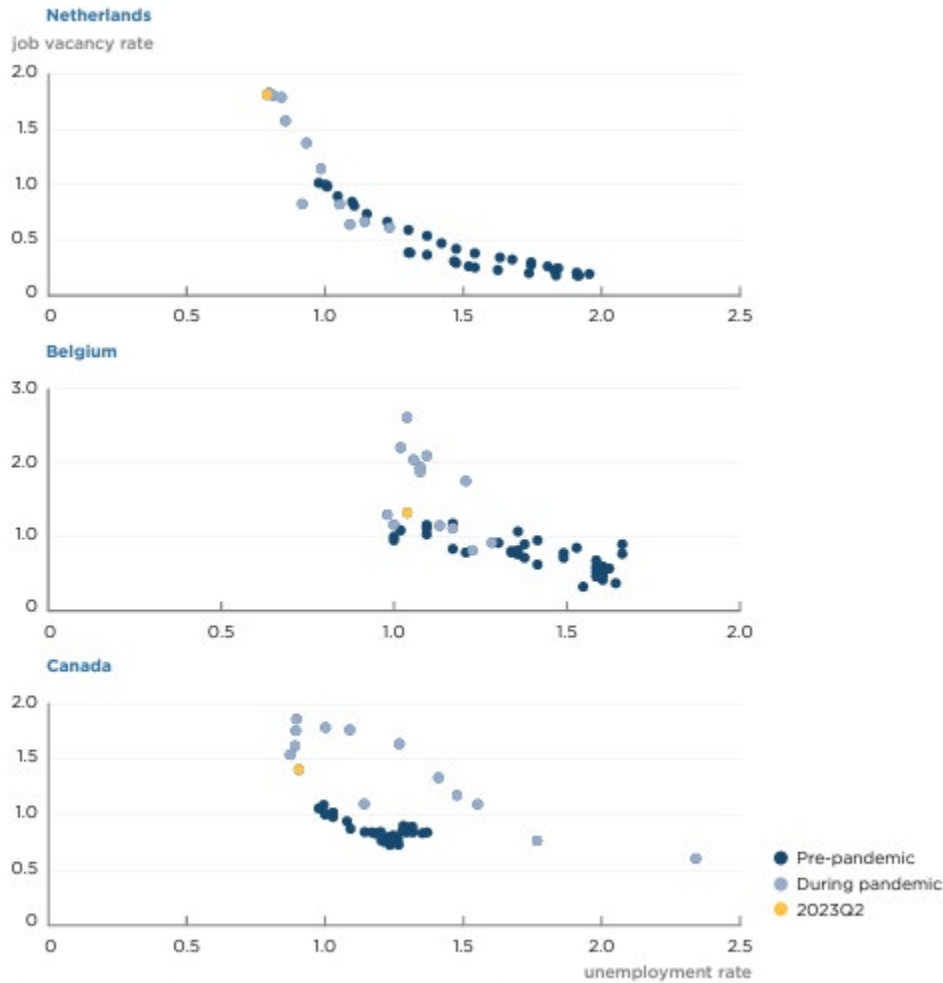 Netherlands
job vacancy rate
2.0
1.5
1.0
0.5
0
0 0.5 1.0 1.5 2.0 2.5
Belgium
3.0
2.0
1.0
0
0 0.5 1.0 1.5 2.0
Canada
2.0
1.5
1.0
0.5
0
0 0.5 1.0 1.5 2.0 2.5
unemployment rate
Pre-pandemic
During pandemic
2023Q2